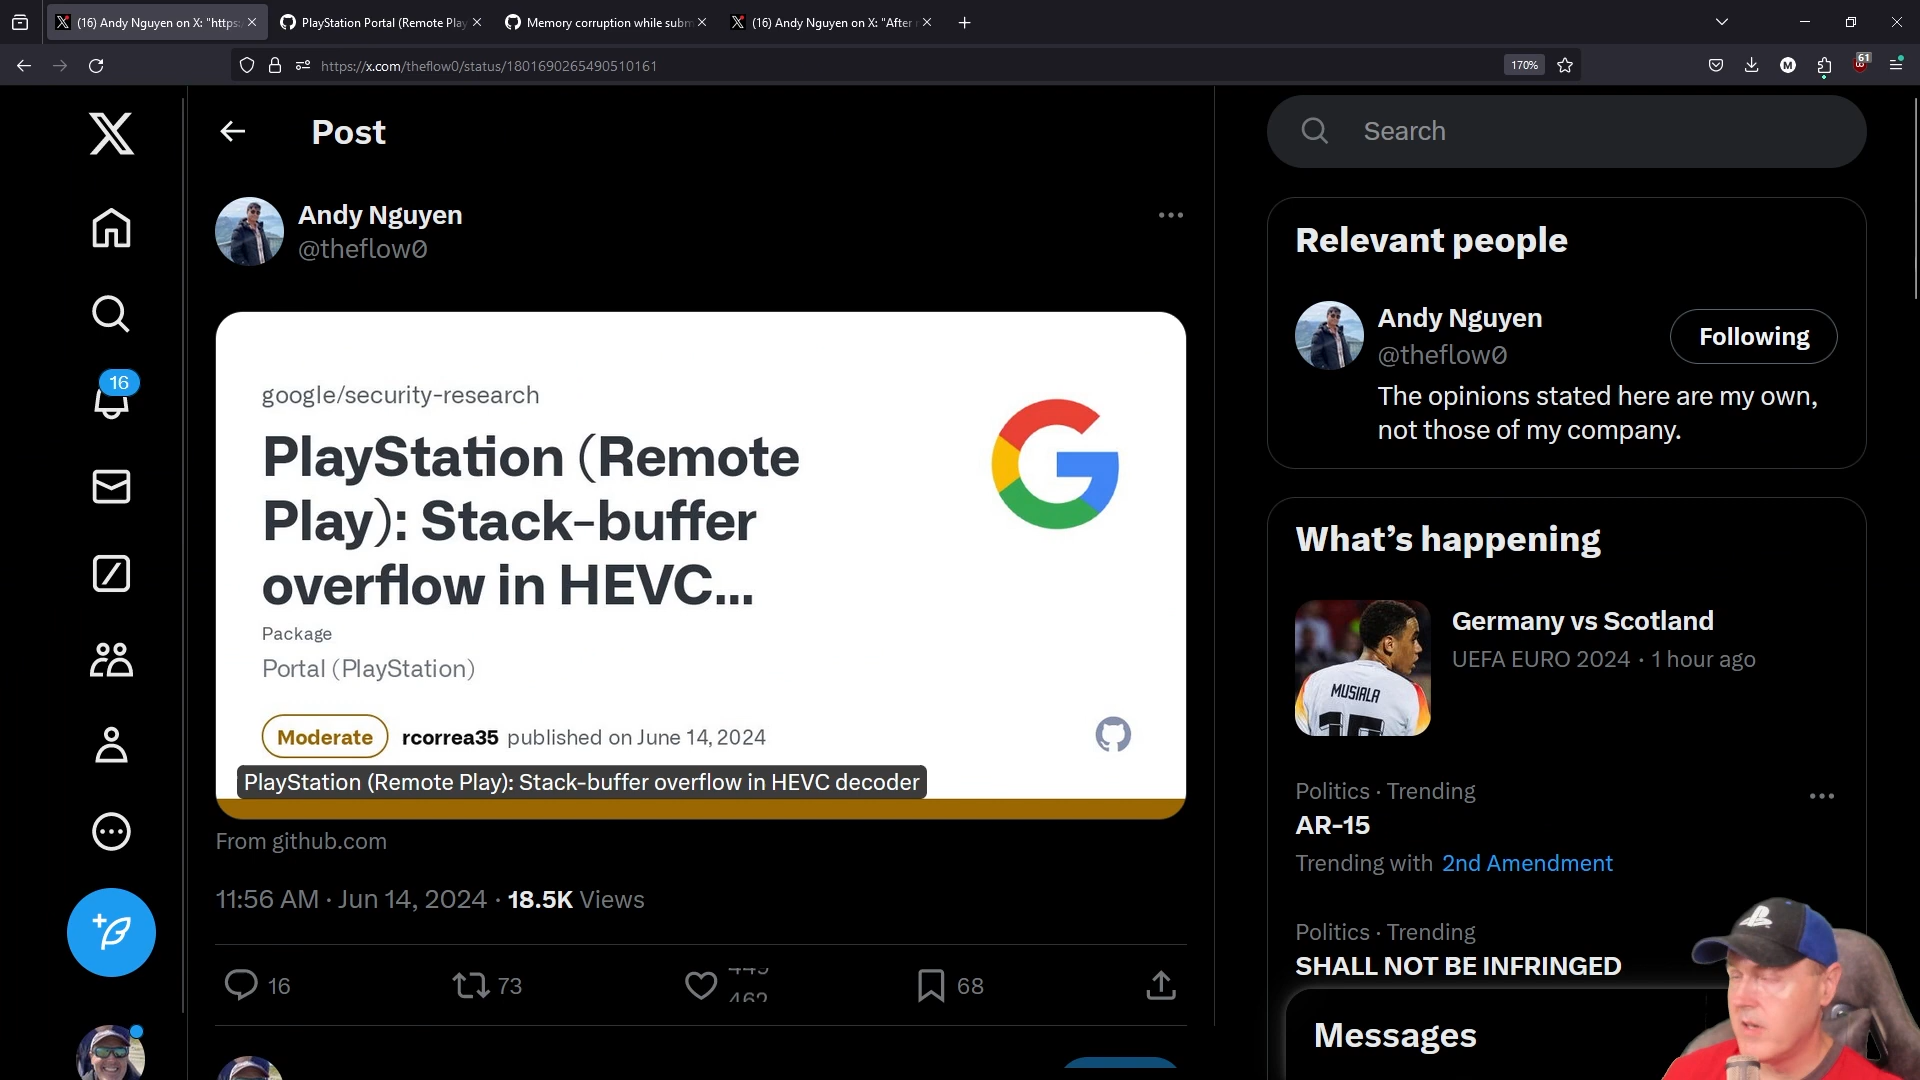 (16) Andy Nguyen on X: "https:
PlayStation Portal (Remote Play
Memory corruption while subm
(16) Andy Nguyen on X: "After
https://x.com/theflow0/status/1801690265490510161
170%
M
61
Post
Search
Andy Nguyen
@theflow0
google/security-research
PlayStation (Remote
Play): Stack-buffer
overflow in HEVC...
Package
Portal (PlayStation)
Moderate rcorrea35 published on June 14, 2024
PlayStation (Remote Play): Stack-buffer overflow in HEVC decoder
From github.com
11:56 AM · Jun 14, 2024 · 18.5K Views
16
73
462
68
16
Relevant people
Andy Nguyen
@theflow0
Following
The opinions stated here are my own,
not those of my company.
What's happening
Germany vs Scotland
UEFA EURO 2024 · 1 hour ago
MUSIALA
Politics · Trending
AR-15
Trending with 2nd Amendment
Politics · Trending
SHALL NOT BE INFRINGED
Messages